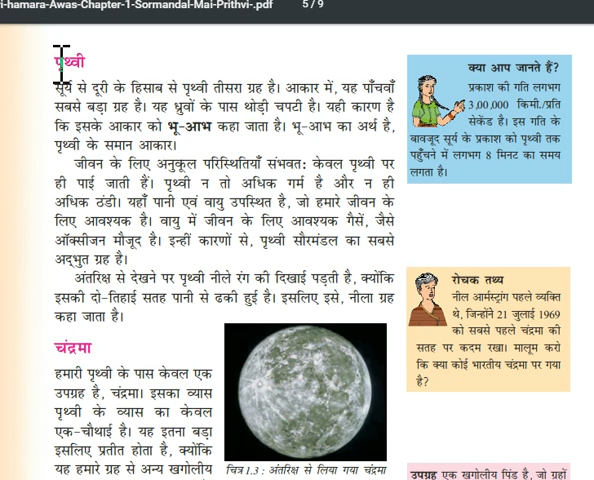 i-hamara-Awas-Chapter-1-Sormandal-Mai-Prithvi-.pdf 5 / 9
पृथ्वी
सूर्य से दूरी के हिसाब से पृथ्वी तीसरा ग्रह है। आकार में, यह पाँचवाँ
सबसे बड़ा ग्रह है। यह ध्रुवों के पास थोड़ी चपटी है। यही कारण है
कि इसके आकार को भू-आभ कहा जाता है। भू-आभ का अर्थ है,
पृथ्वी के समान आकार।
जीवन के लिए अनुकूल परिस्थितियाँ संभवत: केवल पृथ्वी पर
ही पाई जाती हैं। पृथ्वी न तो अधिक गर्म है और न ही
अधिक ठंडी। यहाँ पानी एवं वायु उपस्थित है, जो हमारे जीवन के
लिए आवश्यक है। वायु में जीवन के लिए आवश्यक गैसें, जैसे
ऑक्सीजन मौजूद है। इन्हीं कारणों से, पृथ्वी सौरमंडल का सबसे
अद्भुत ग्रह है।
अंतरिक्ष से देखने पर पृथ्वी नीले रंग की दिखाई पड़ती है, क्योंकि
इसकी दो-तिहाई सतह पानी से ढकी हुई है। इसलिए इसे, नीला ग्रह
कहा जाता है।
चंद्रमा
हमारी पृथ्वी के पास केवल एक
उपग्रह है, चंद्रमा। इसका व्यास
पृथ्वी के व्यास का केवल
एक-चौथाई है। यह इतना बड़ा
इसलिए प्रतीत होता है, क्योंकि
यह हमारे ग्रह से अन्य खगोलीय
चित्र 1.3 : अंतरिक्ष से लिया गया चंद्रमा
क्या आप जानते हैं?
प्रकाश की गति लगभग
3,00,000 किमी./प्रति
सेकेंड है। इस गति के
बावजूद सूर्य के प्रकाश को पृथ्वी तक
पहुँचने में लगभग 8 मिनट का समय
लगता है।
रोचक तथ्य
नील आर्मस्ट्रांग पहले व्यक्ति
थे, जिन्होंने 21 जुलाई 1969
को सबसे पहले चंद्रमा की
सतह पर कदम रखा। मालूम करो
कि क्या कोई भारतीय चंद्रमा पर गया
है?
उपग्रह एक खगोलीय पिंड है, जो ग्रहों